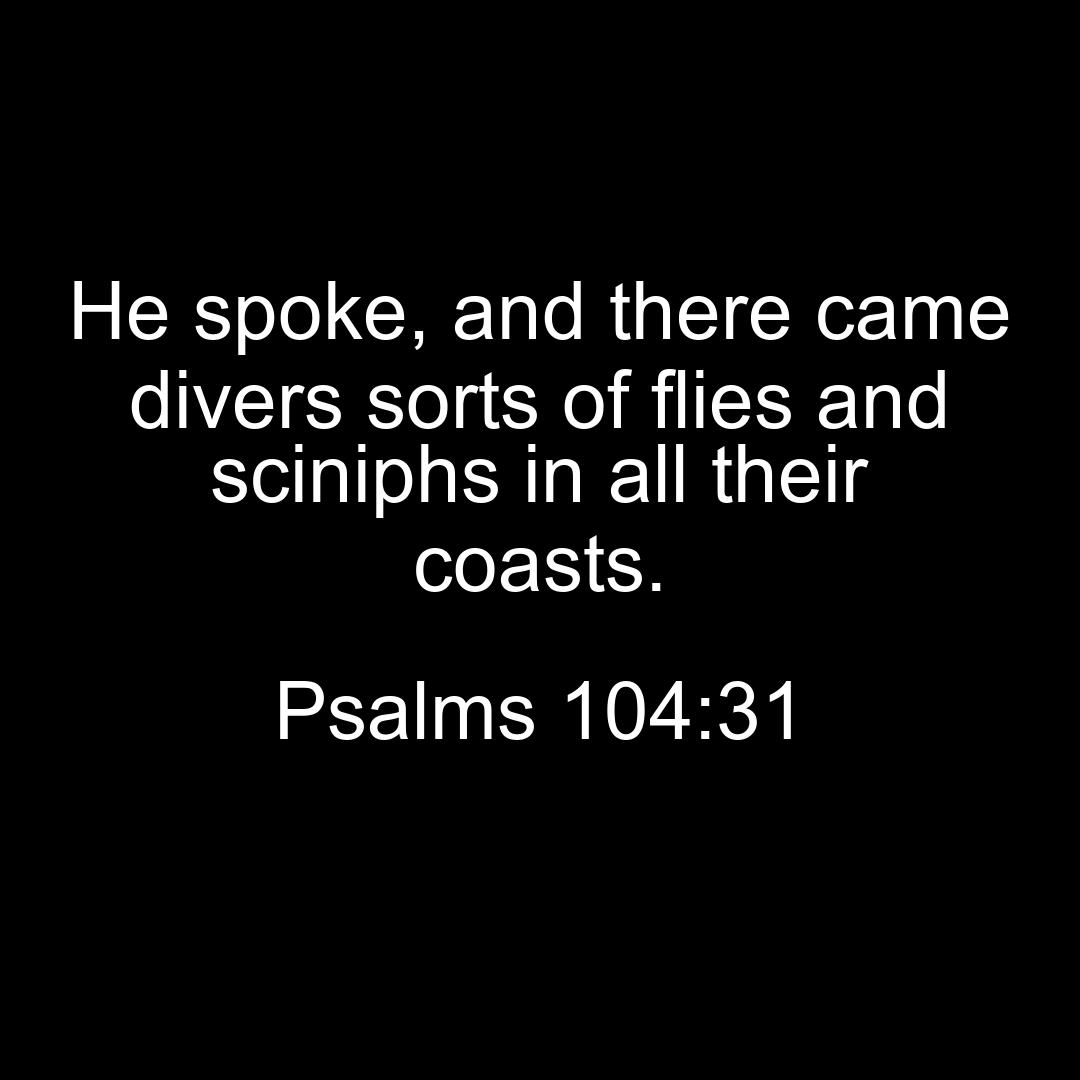 He spoke, and there came
divers sorts of flies and
sciniphs in all their
coasts.
Psalms 104:31